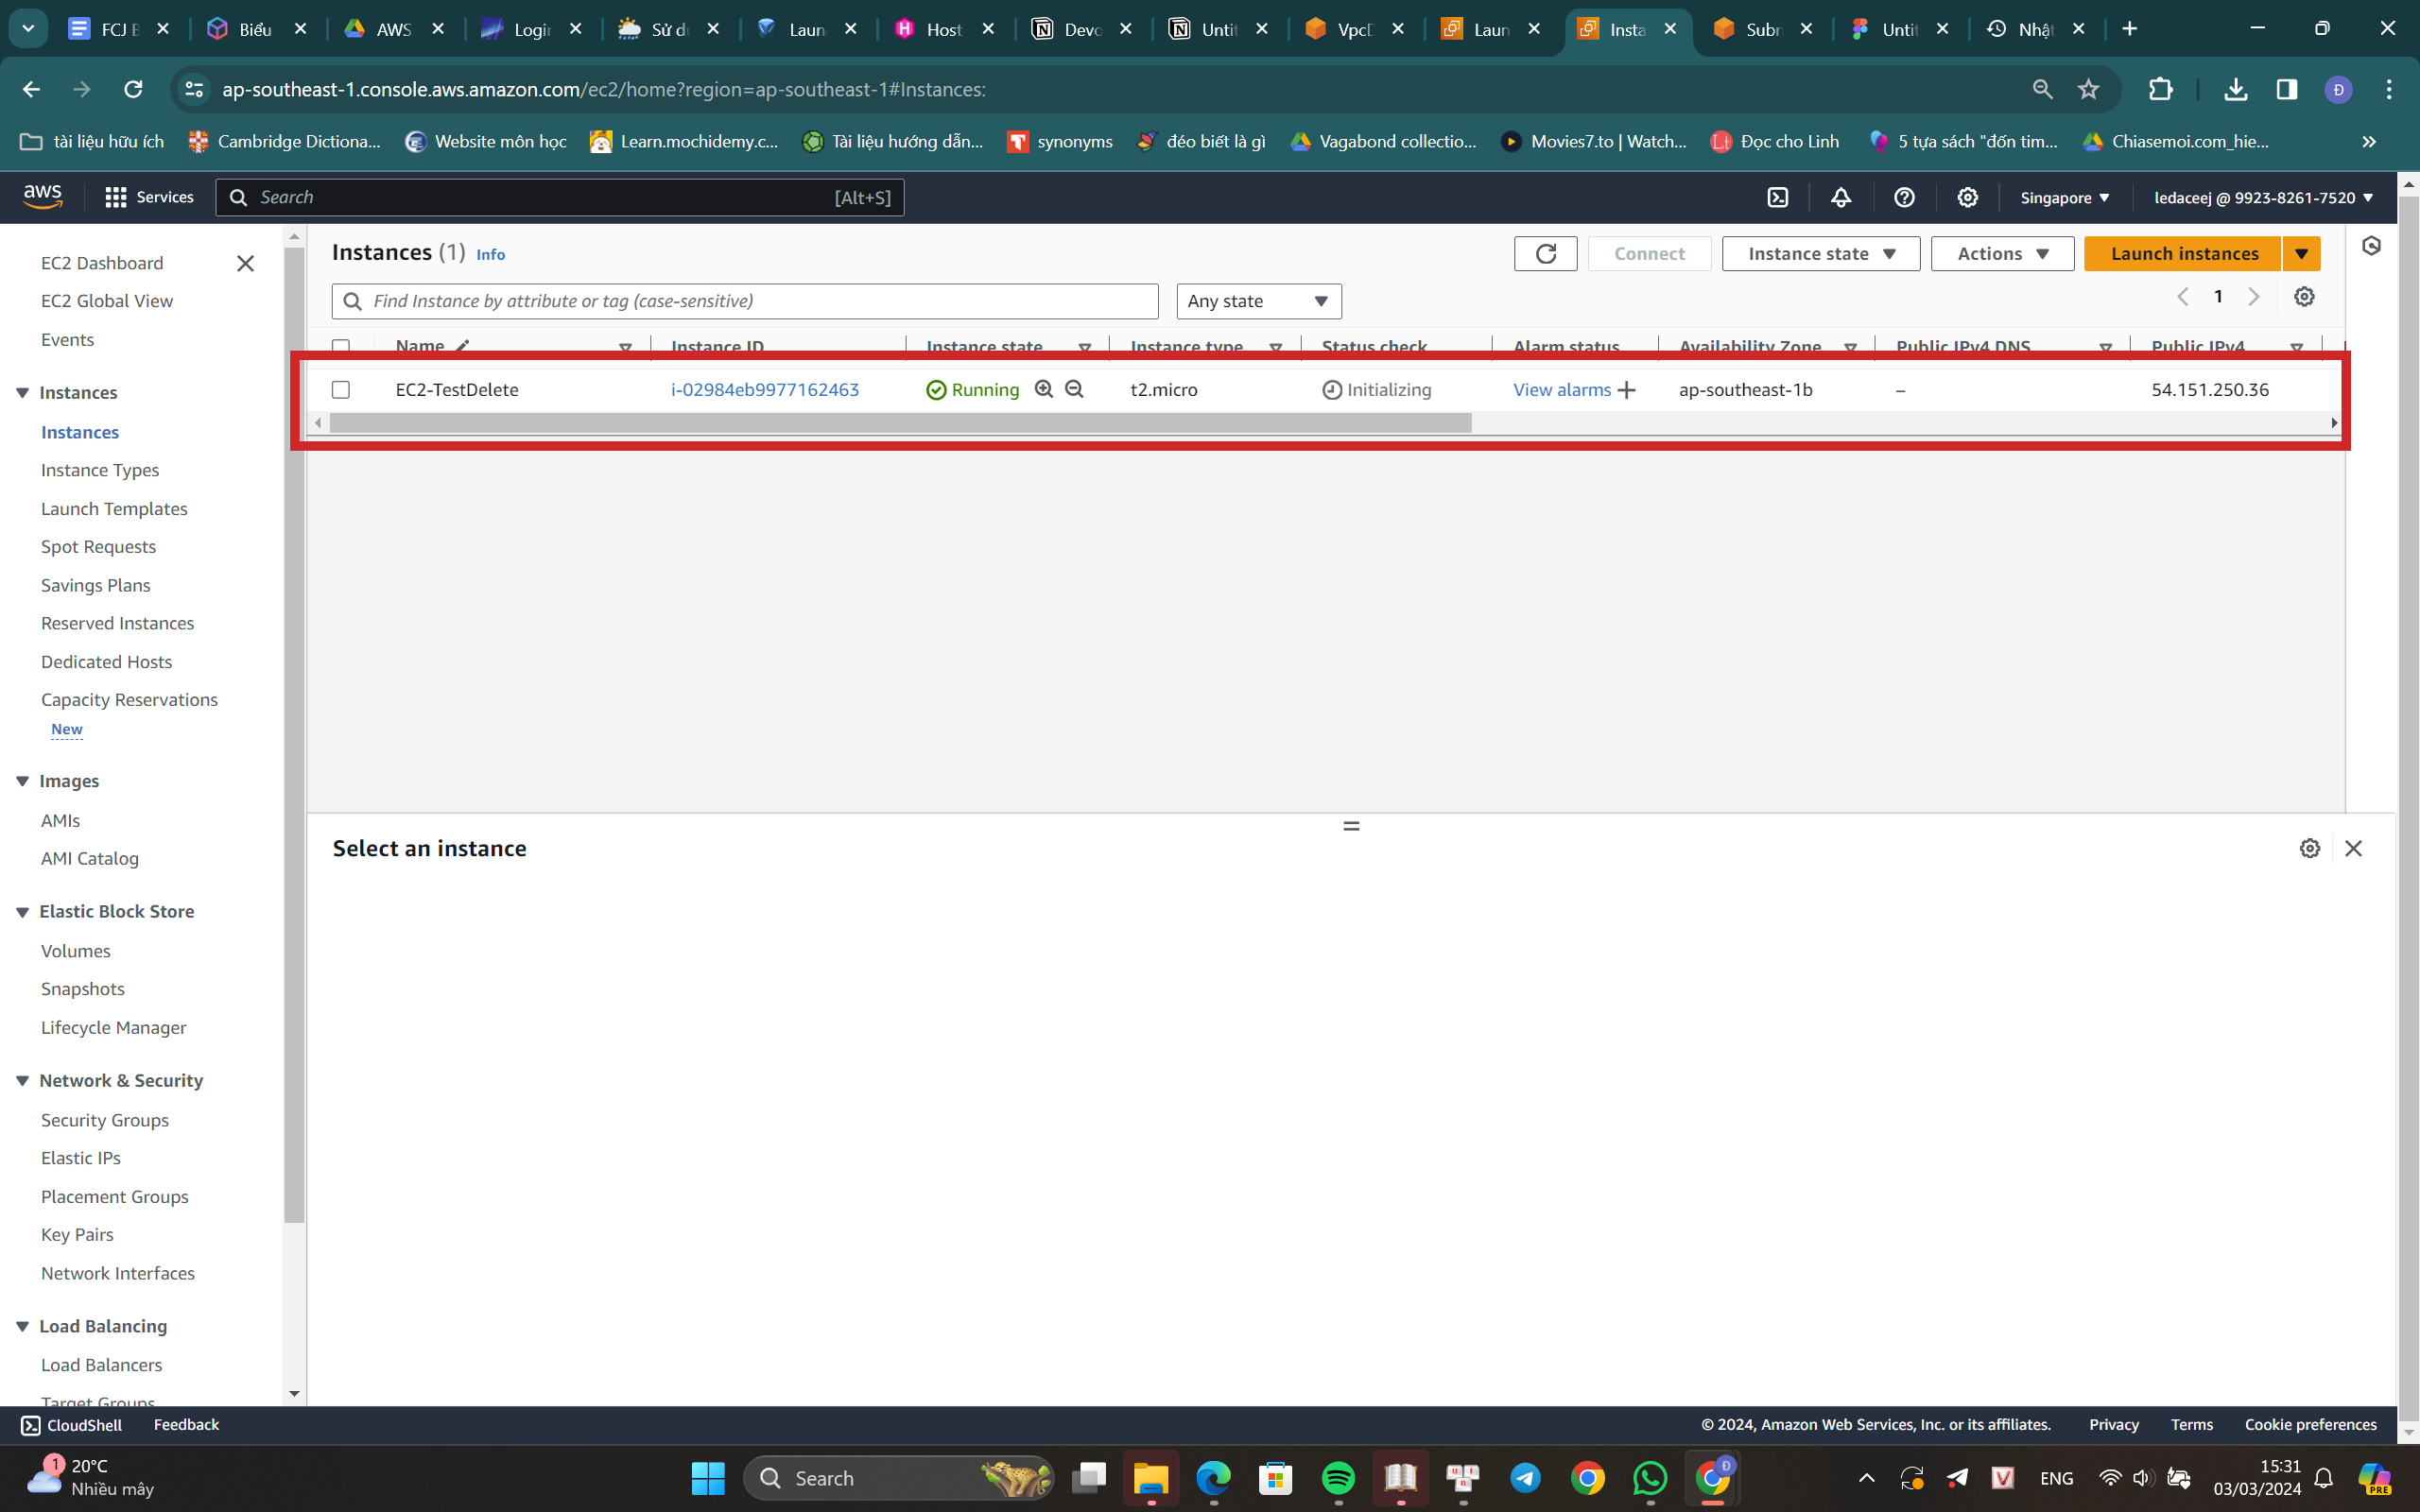 FCJ B
Biểu
AWS
Login
Sử dụ
Laun
Host
Devo
Untit
VpcD
Laun
Insta
Subn
Untit
Nhật
ap-southeast-1.console.aws.amazon.com/ec2/home?region=ap-southeast-1#Instances:
Đ
tài liệu hữu ích
Cambridge Dictiona...
Website môn học
Learn.mochidemy.c...
Tài liệu hướng dẫn...
synonyms
đéo biết là gì
Vagabond collectio...
Movies7.to | Watch...
Đọc cho Linh
5 tựa sách "đốn tim...
Chiasemoi.com_hie...
aws
Services
Search
[Alt+S]
Singapore
ledaceej @ 9923-8261-7520
EC2 Dashboard
EC2 Global View
Events
Instances
Instances
Instance Types
Launch Templates
Spot Requests
Savings Plans
Reserved Instances
Dedicated Hosts
Capacity Reservations
New
Images
AMIs
AMI Catalog
Elastic Block Store
Volumes
Snapshots
Lifecycle Manager
Network & Security
Security Groups
Elastic IPs
Placement Groups
Key Pairs
Network Interfaces
Load Balancing
Load Balancers
Target Groups
Instances (1) Info
Connect
Instance state
Actions
Launch instances
Find Instance by attribute or tag (case-sensitive)
Any state
1
Name
Instance ID
Instance state
Instance type
Status check
Alarm status
Availability Zone
Public IPv4 DNS
Public IPv4
EC2-TestDelete
i-02984eb9977162463
Running
t2.micro
Initializing
View alarms
ap-southeast-1b
–
54.151.250.36
Select an instance
CloudShell
Feedback
© 2024, Amazon Web Services, Inc. or its affiliates.
Privacy
Terms
Cookie preferences
1
20°C
Nhiều mây
Search
Đ
ENG
15:31
03/03/2024
PRE